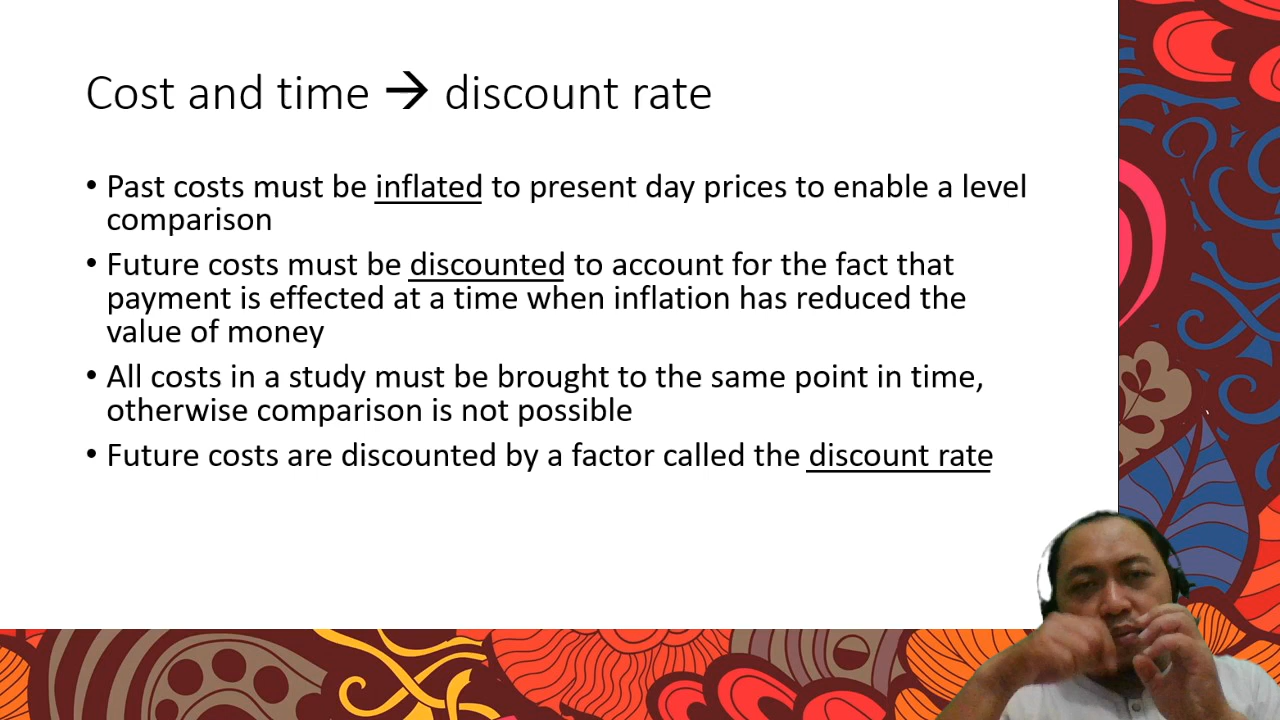 Cost and time → discount rate
• Past costs must be inflated to present day prices to enable a level
comparison
• Future costs must be discounted to account for the fact that
payment is effected at a time when inflation has reduced the
value of money
• All costs in a study must be brought to the same point in time,
otherwise comparison is not possible
• Future costs are discounted by a factor called the discount rate